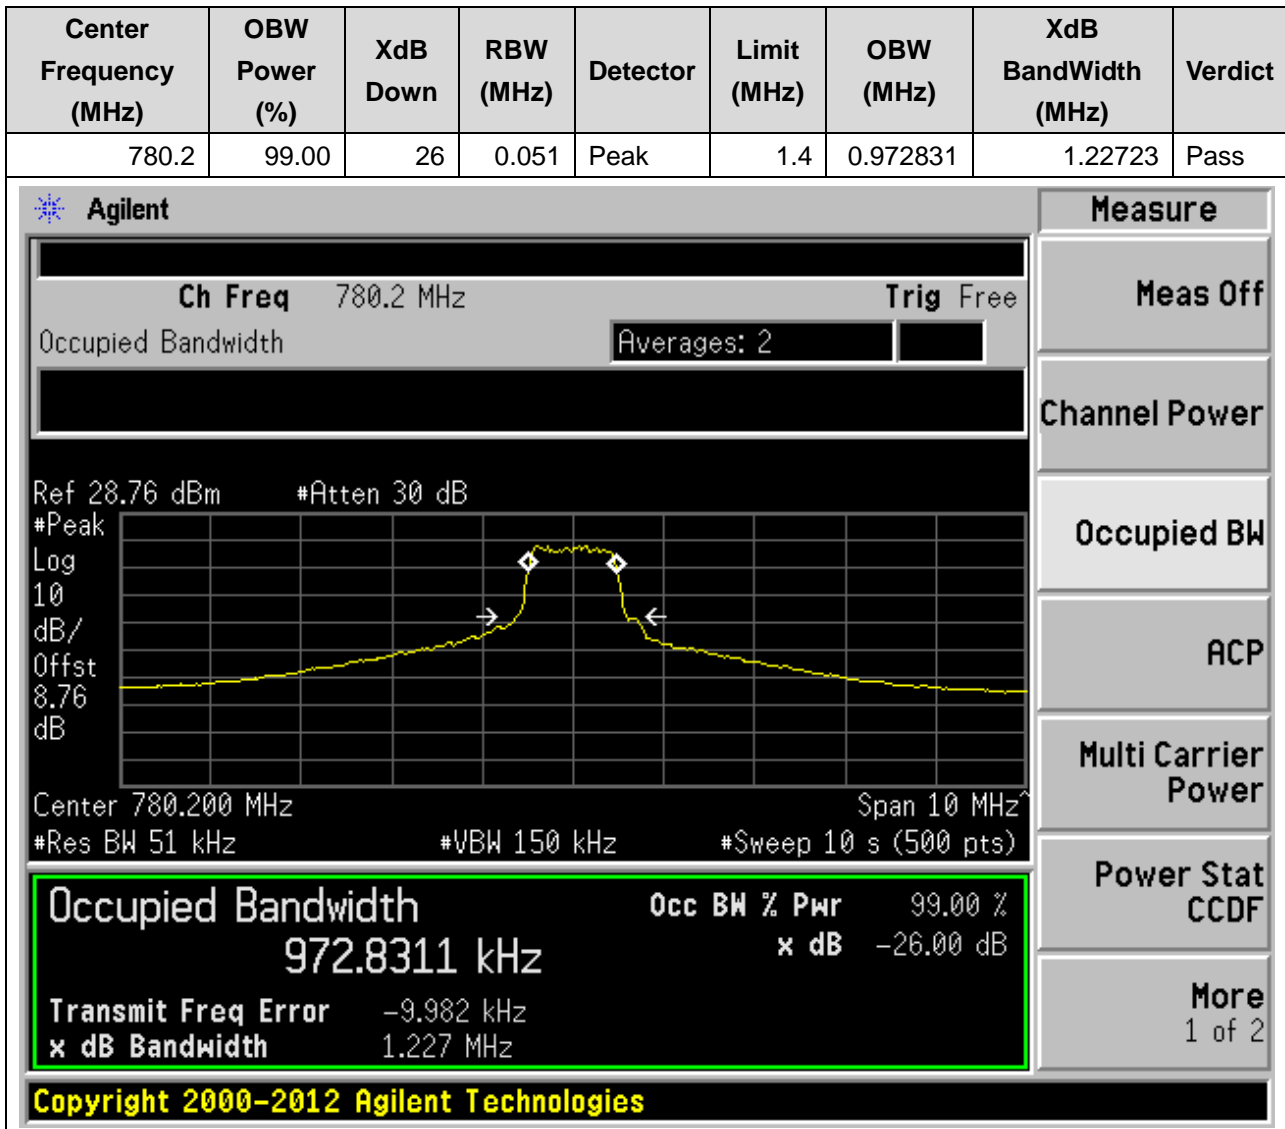 Center Frequency (MHz) OBW Power (%) XdB Down RBW (MHz) Detector Limit (MHz) OBW (MHz) XdB BandWidth (MHz) Verdict
780.2 99.00 26 0.051 Peak 1.4 0.972831 1.22723 Pass
Agilent
Measure
Ch Freq 780.2 MHz Trig Free
Meas Off
Occupied Bandwidth Averages: 2
Channel Power
Ref 28.76 dBm #Atten 30 dB
#Peak
Log
10
dB/
Offst
8.76
dB
Occupied BW
ACP
Multi Carrier
Power
Center 780.200 MHz Span 10 MHz^
#Res BW 51 kHz #VBW 150 kHz #Sweep 10 s (500 pts)
Power Stat
CCDF
Occupied Bandwidth Occ BW % Pwr 99.00 %
972.8311 kHz x dB -26.00 dB
Transmit Freq Error -9.982 kHz
x dB Bandwidth 1.227 MHz
More
1 of 2
Copyright 2000-2012 Agilent Technologies